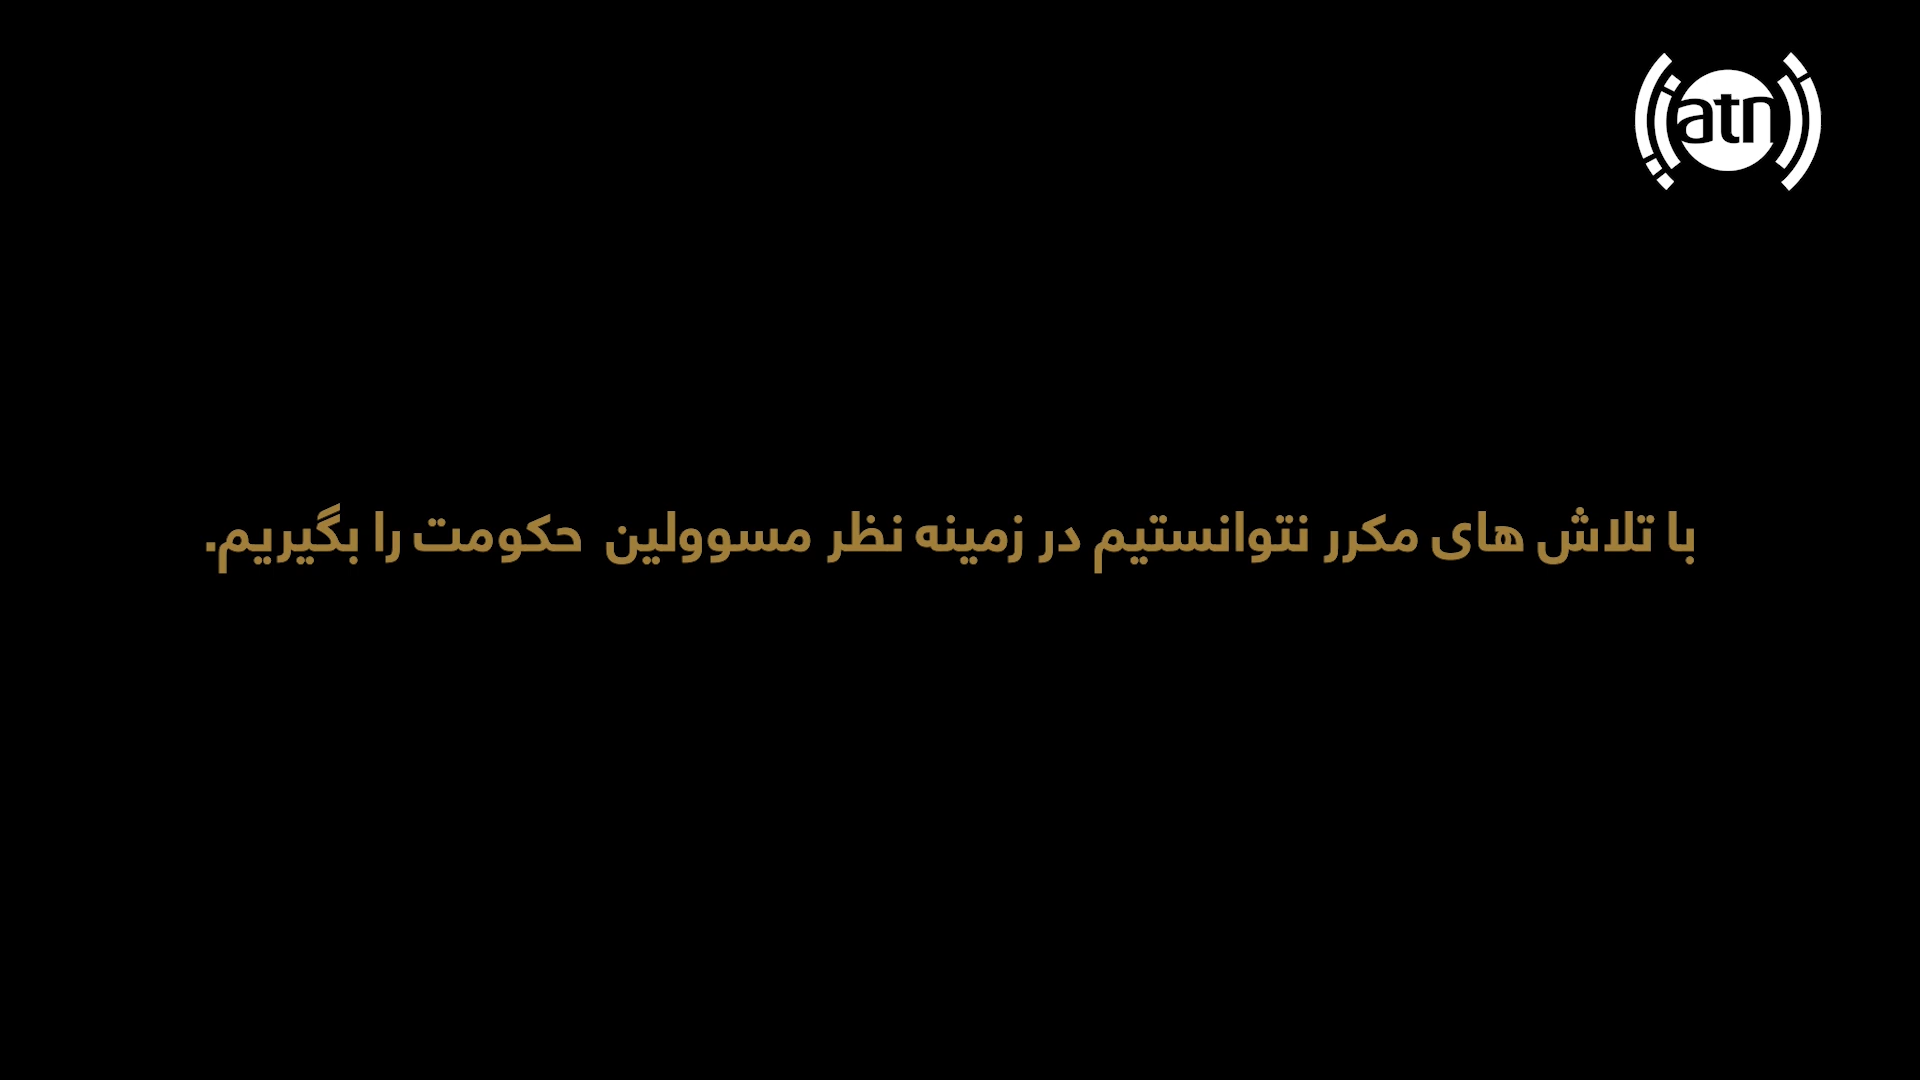 atn
با تلاش های مکرر نتوانستیم در زمینه نظر مسوولین حکومت را بگیریم.